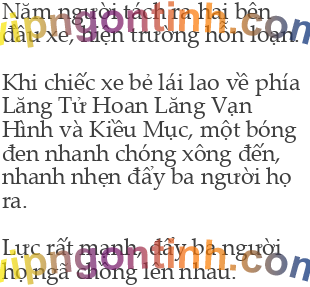 Năm người tách ra hai bên
đầu xe, hiện trường hỗn loạn.
Khi chiếc xe bẻ lái lao về phía
Lăng Tử Hoan Lăng Vạn
Hình và Kiều Mục, một bóng
đen nhanh chóng xông đến,
nhanh nhẹn đẩy ba người họ
ra.
Lực rất mạnh, đẩy ba người
họ ngã chồng lên nhau.